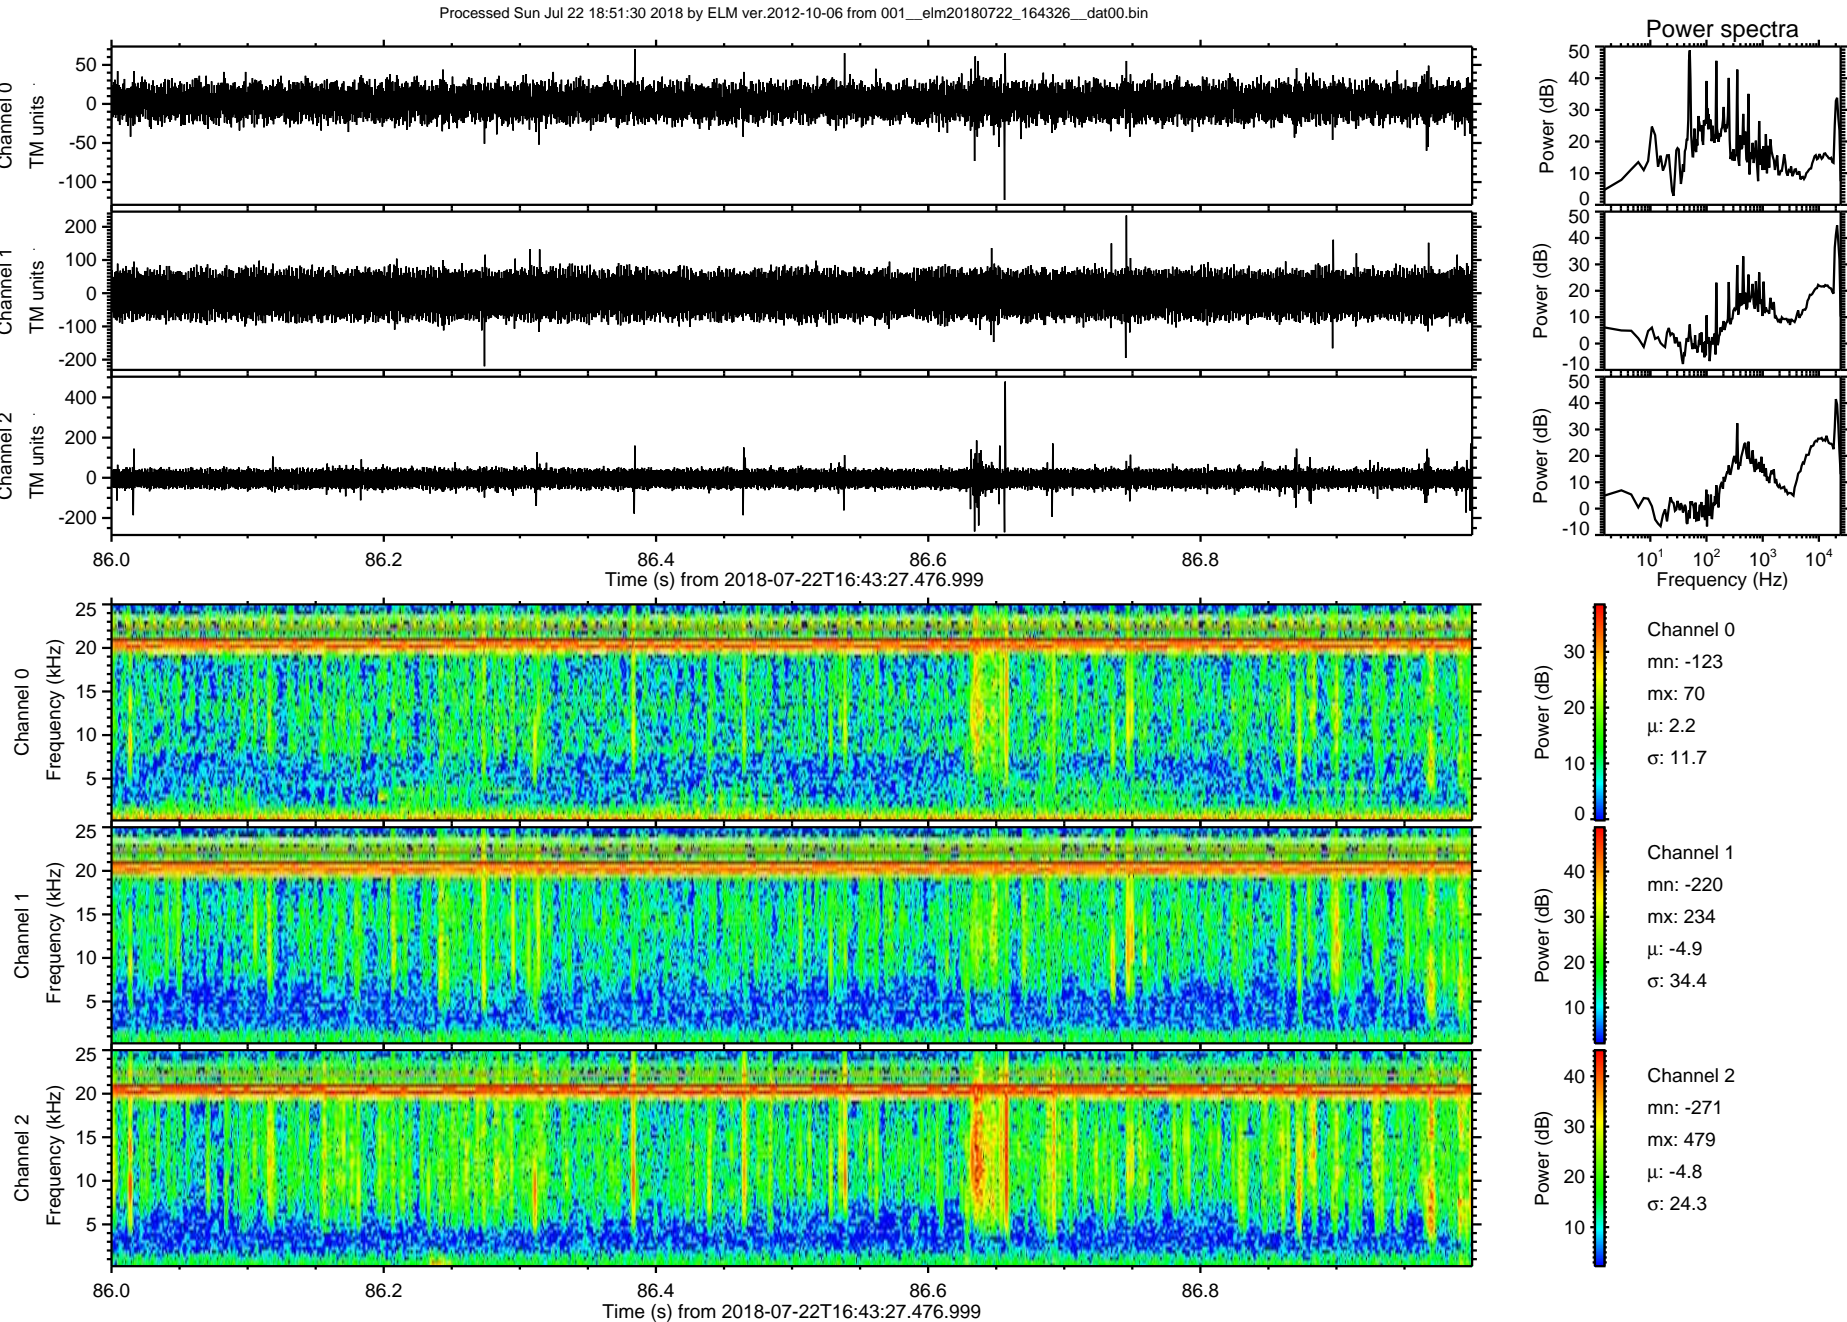 Processed Sun Jul 22 18:51:30 2018 by ELM ver.2012-10-06 from 001__elm20180722_164326__dat00.bin
Power spectra
Channel 0
TM units
50
0
-50
-100
Power (dB)
50
40
30
20
10
0
Channel 1
TM units
200
100
0
-100
-200
Power (dB)
50
40
30
20
10
0
-10
Channel 2
TM units
400
200
0
-200
Power (dB)
50
40
30
20
10
0
-10
86.0 86.2 86.4 86.6 86.8
Time (s) from 2018-07-22T16:43:27.476.999
10¹ 10² 10³ 10⁴
Frequency (Hz)
Channel 0
Frequency (kHz)
25
20
15
10
5
Power (dB)
30
20
10
0
Channel 0
mn: -123
mx: 70
μ: 2.2
σ: 11.7
Channel 1
Frequency (kHz)
25
20
15
10
5
Power (dB)
40
30
20
10
Channel 1
mn: -220
mx: 234
μ: -4.9
σ: 34.4
Channel 2
Frequency (kHz)
25
20
15
10
5
Power (dB)
40
30
20
10
Channel 2
mn: -271
mx: 479
μ: -4.8
σ: 24.3
86.0 86.2 86.4 86.6 86.8
Time (s) from 2018-07-22T16:43:27.476.999